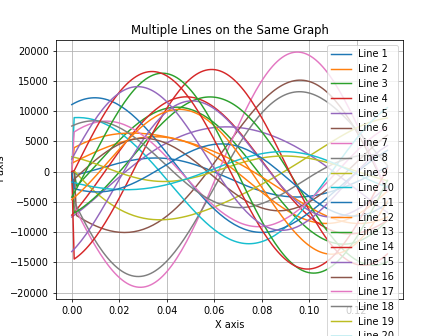 Multiple Lines on the Same Graph
20000
15000
10000
5000
0
−5000
−10000
−15000
−20000
0.00
0.02
0.04
0.06
0.08
0.10
X axis
Line 1
Line 2
Line 3
Line 4
Line 5
Line 6
Line 7
Line 8
Line 9
Line 10
Line 11
Line 12
Line 13
Line 14
Line 15
Line 16
Line 17
Line 18
Line 19
Line 20